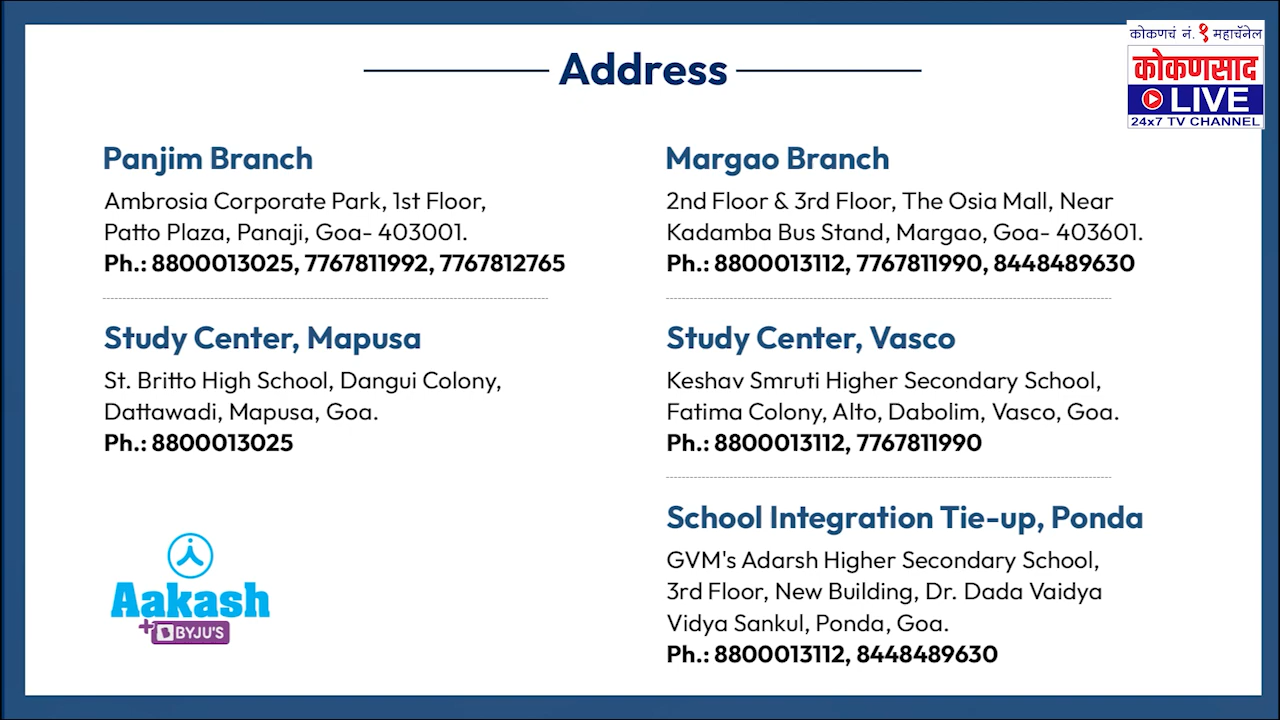 Address
कोकणचं नं. १ महाचॅनेल
कोकणसाद
LIVE
24x7 TV CHANNEL
Panjim Branch
Ambrosia Corporate Park, 1st Floor,
Patto Plaza, Panaji, Goa- 403001.
Ph.: 8800013025, 7767811992, 7767812765
Margao Branch
2nd Floor & 3rd Floor, The Osia Mall, Near
Kadamba Bus Stand, Margao, Goa- 403601.
Ph.: 8800013112, 7767811990, 8448489630
Study Center, Mapusa
St. Britto High School, Dangui Colony,
Dattawadi, Mapusa, Goa.
Ph.: 8800013025
Study Center, Vasco
Keshav Smruti Higher Secondary School,
Fatima Colony, Alto, Dabolim, Vasco, Goa.
Ph.: 8800013112, 7767811990
School Integration Tie-up, Ponda
GVM's Adarsh Higher Secondary School,
3rd Floor, New Building, Dr. Dada Vaidya
Vidya Sankul, Ponda, Goa.
Ph.: 8800013112, 8448489630
Aakash
+ BYJU'S